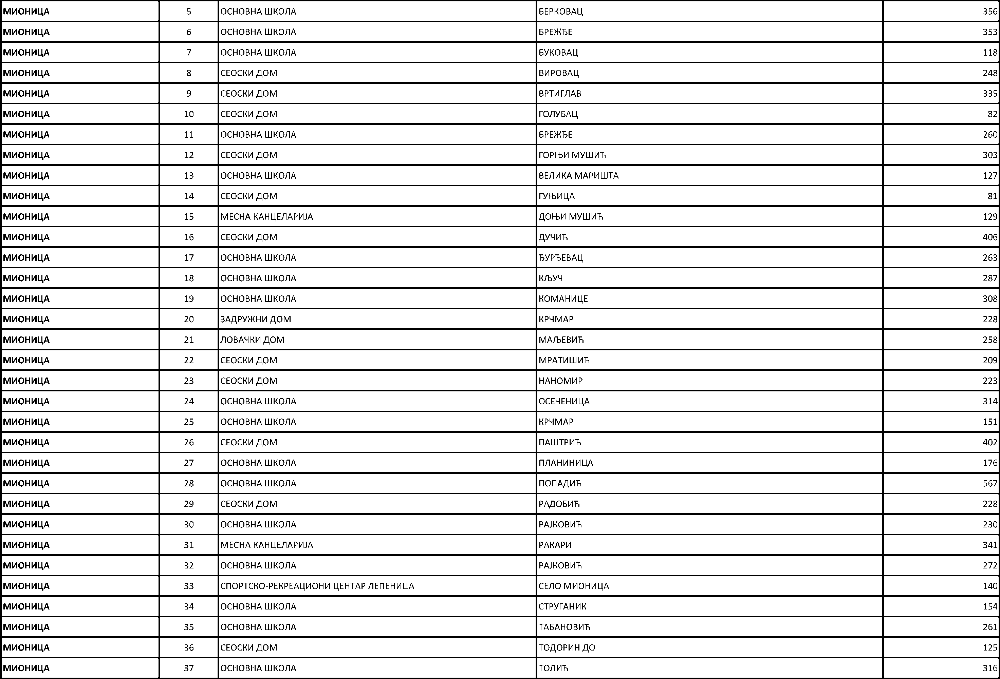 МИОНИЦА 5 ОСНОВНА ШКОЛА БЕРКОВАЦ 356
МИОНИЦА 6 ОСНОВНА ШКОЛА БРЕЖЂЕ 353
МИОНИЦА 7 ОСНОВНА ШКОЛА БУКОВАЦ 118
МИОНИЦА 8 СЕОСКИ ДОМ ВИРОВАЦ 248
МИОНИЦА 9 СЕОСКИ ДОМ ВРТИГЛАВ 335
МИОНИЦА 10 СЕОСКИ ДОМ ГОЛУБАЦ 82
МИОНИЦА 11 ОСНОВНА ШКОЛА БРЕЖЂЕ 260
МИОНИЦА 12 СЕОСКИ ДОМ ГОРЊИ МУШИЋ 303
МИОНИЦА 13 ОСНОВНА ШКОЛА ВЕЛИКА МАРИШТА 127
МИОНИЦА 14 СЕОСКИ ДОМ ГУЊИЦА 81
МИОНИЦА 15 МЕСНА КАНЦЕЛАРИЈА ДОЊИ МУШИЋ 129
МИОНИЦА 16 СЕОСКИ ДОМ ДУЧИЋ 406
МИОНИЦА 17 ОСНОВНА ШКОЛА ЂУРЂЕВАЦ 263
МИОНИЦА 18 ОСНОВНА ШКОЛА КЉУЧ 287
МИОНИЦА 19 ОСНОВНА ШКОЛА КОМАНИЦЕ 308
МИОНИЦА 20 ЗАДРУЖНИ ДОМ КРЧМАР 228
МИОНИЦА 21 ЛОВАЧКИ ДОМ МАЉЕВИЋ 258
МИОНИЦА 22 СЕОСКИ ДОМ МРАТИШИЋ 209
МИОНИЦА 23 СЕОСКИ ДОМ НАНОМИР 223
МИОНИЦА 24 ОСНОВНА ШКОЛА ОСЕЧЕНИЦА 314
МИОНИЦА 25 ОСНОВНА ШКОЛА КРЧМАР 151
МИОНИЦА 26 СЕОСКИ ДОМ ПАШТРИЋ 402
МИОНИЦА 27 ОСНОВНА ШКОЛА ПЛАНИНИЦА 176
МИОНИЦА 28 ОСНОВНА ШКОЛА ПОПАДИЋ 567
МИОНИЦА 29 СЕОСКИ ДОМ РАДОБИЋ 228
МИОНИЦА 30 ОСНОВНА ШКОЛА РАЈКОВИЋ 230
МИОНИЦА 31 МЕСНА КАНЦЕЛАРИЈА РАКАРИ 341
МИОНИЦА 32 ОСНОВНА ШКОЛА РАЈКОВИЋ 272
МИОНИЦА 33 СПОРТСКО-РЕКРЕАЦИОНИ ЦЕНТАР ЛЕПЕНИЦА СЕЛО МИОНИЦА 140
МИОНИЦА 34 ОСНОВНА ШКОЛА СТРУГАНИК 154
МИОНИЦА 35 ОСНОВНА ШКОЛА ТАБАНОВИЋ 261
МИОНИЦА 36 СЕОСКИ ДОМ ТОДОРИН ДО 125
МИОНИЦА 37 ОСНОВНА ШКОЛА ТОЛИЋ 316